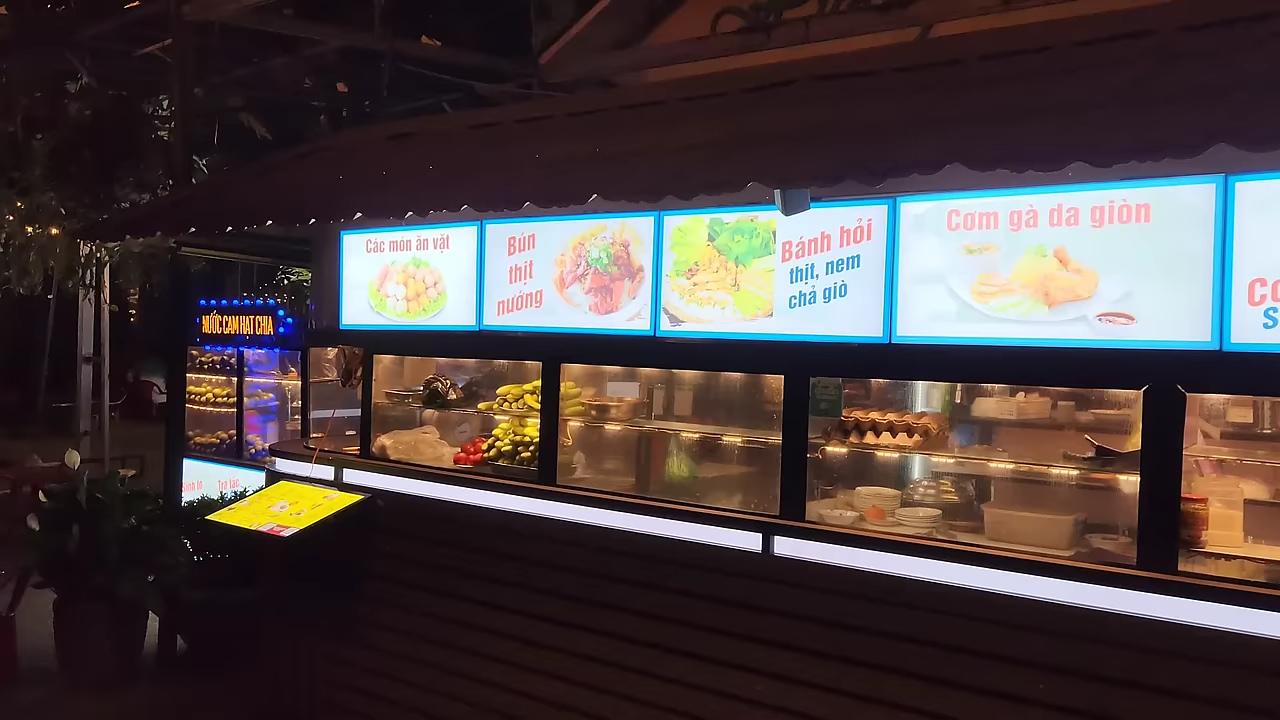 Các món ăn vặt
Bún
thịt
nướng
Bánh hỏi
thịt, nem
chả giò
Cơm gà da giòn
NƯỚC CAM HẠT CHIA